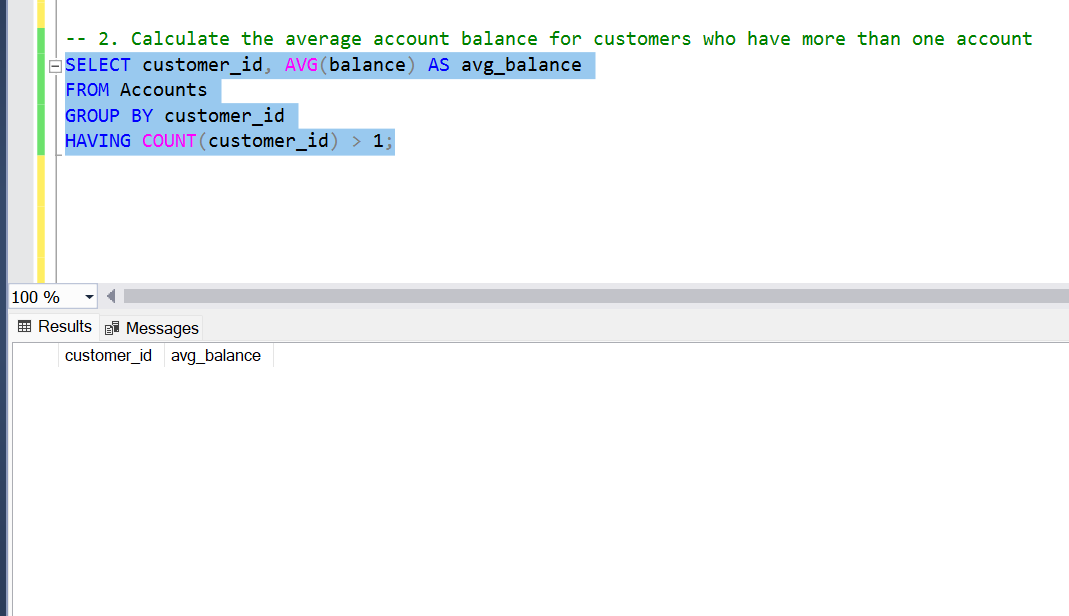 -- 2. Calculate the average account balance for customers who have more than one account
SELECT customer_id, AVG(balance) AS avg_balance
FROM Accounts
GROUP BY customer_id
HAVING COUNT(customer_id) > 1;
100 %
Results Messages
customer_id avg_balance